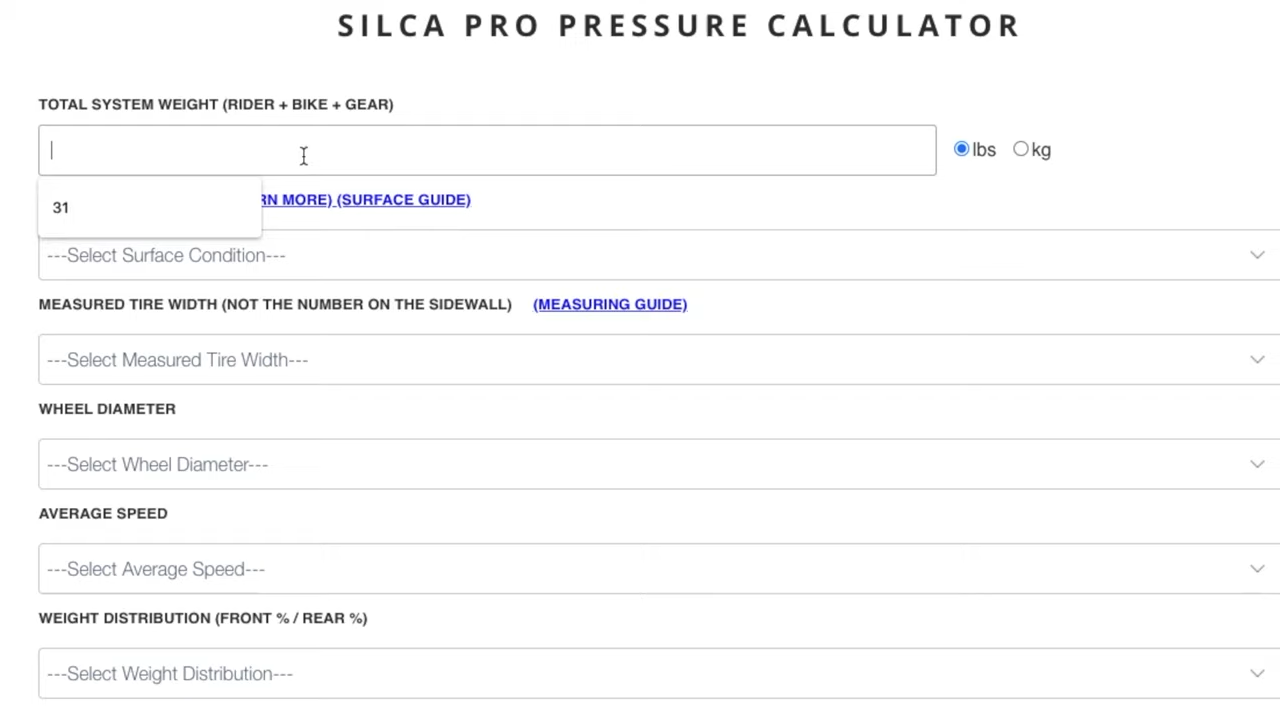 SILCA PRO PRESSURE CALCULATOR
TOTAL SYSTEM WEIGHT (RIDER + BIKE + GEAR)
lbs kg
31
RN MORE) (SURFACE GUIDE)
---Select Surface Condition---
MEASURED TIRE WIDTH (NOT THE NUMBER ON THE SIDEWALL) (MEASURING GUIDE)
---Select Measured Tire Width---
WHEEL DIAMETER
---Select Wheel Diameter---
AVERAGE SPEED
---Select Average Speed---
WEIGHT DISTRIBUTION (FRONT % / REAR %)
---Select Weight Distribution---